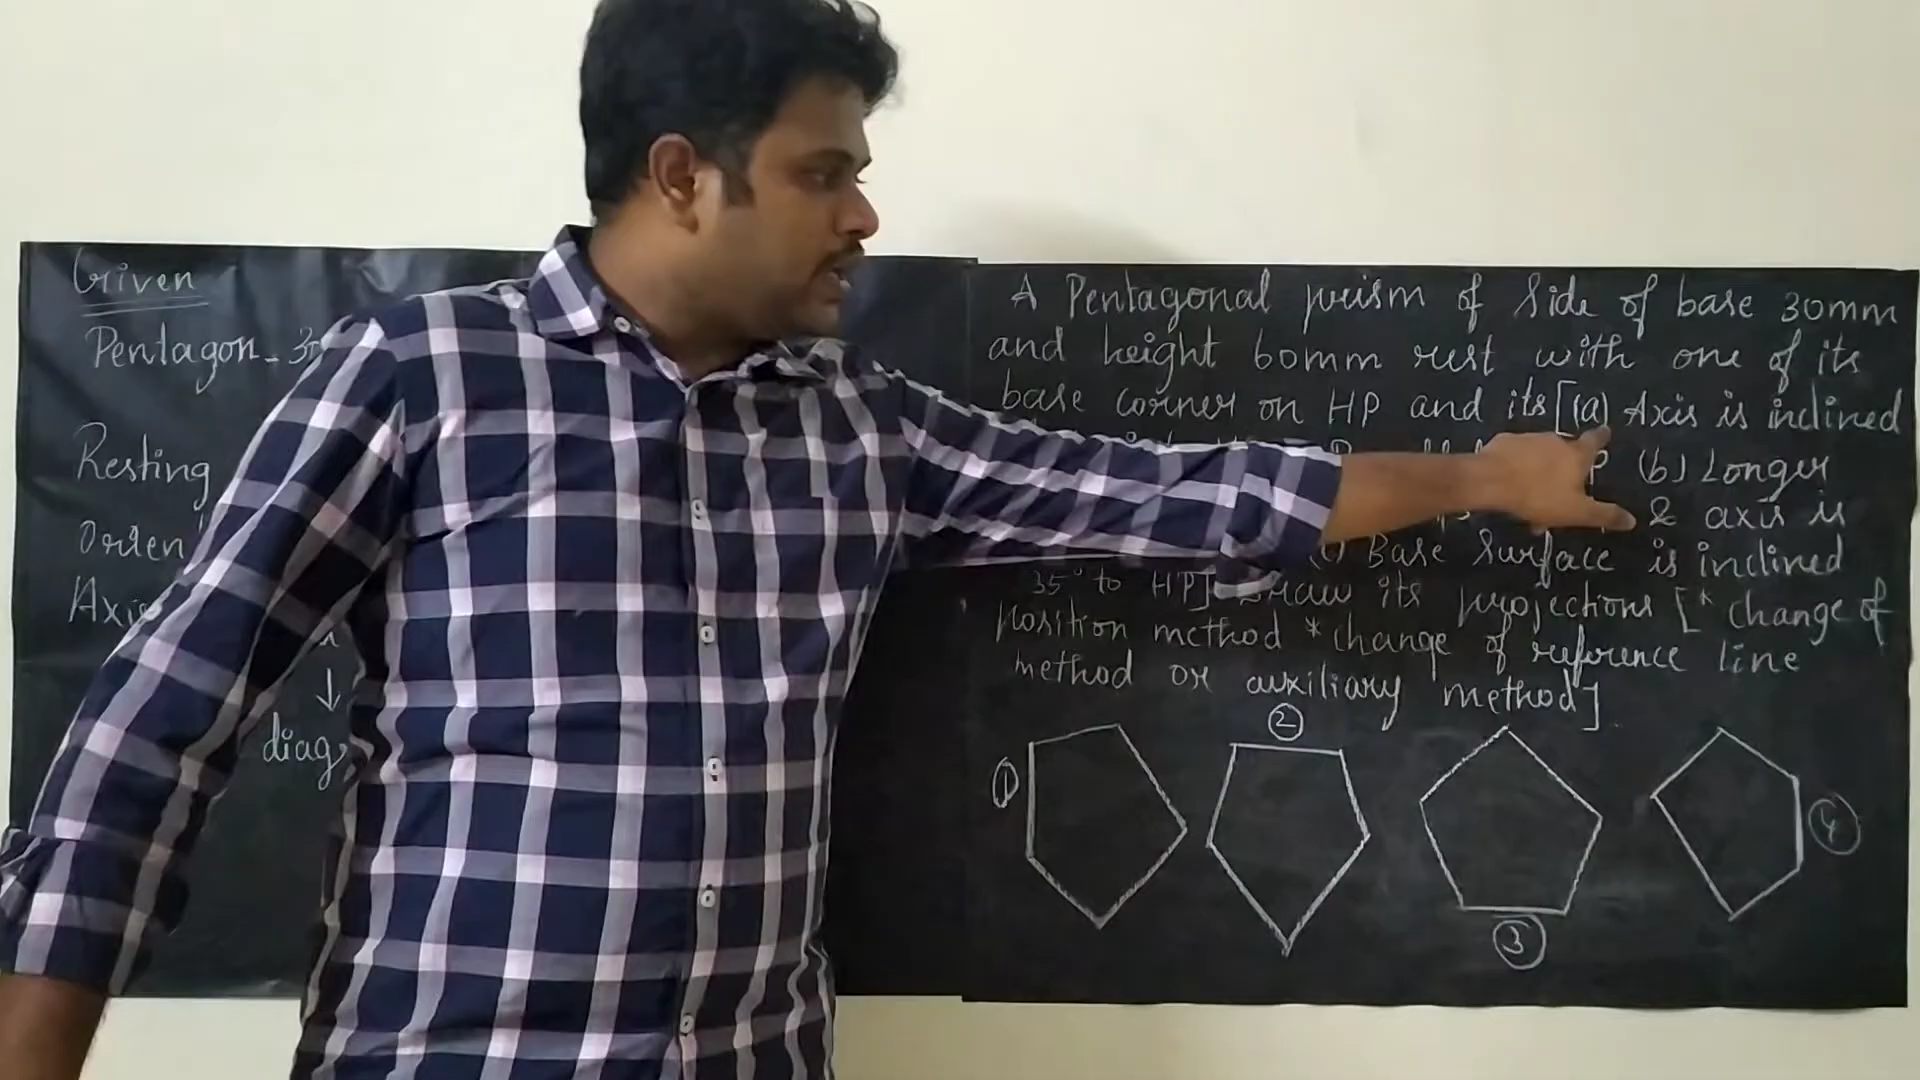 Given
Pentagon - 3
Resting
Orien
Axis
↓
diag
A Pentagonal prism of side of base 30mm
and height 60mm rest with one of its
base corner on HP and its [(a) Axis is inclined
(b) Longer
& axis is
Base Surface is inclined
35° to HP] Draw its projections [* change of
position method * change of reference line
method or auxiliary method]
1
2
3
4